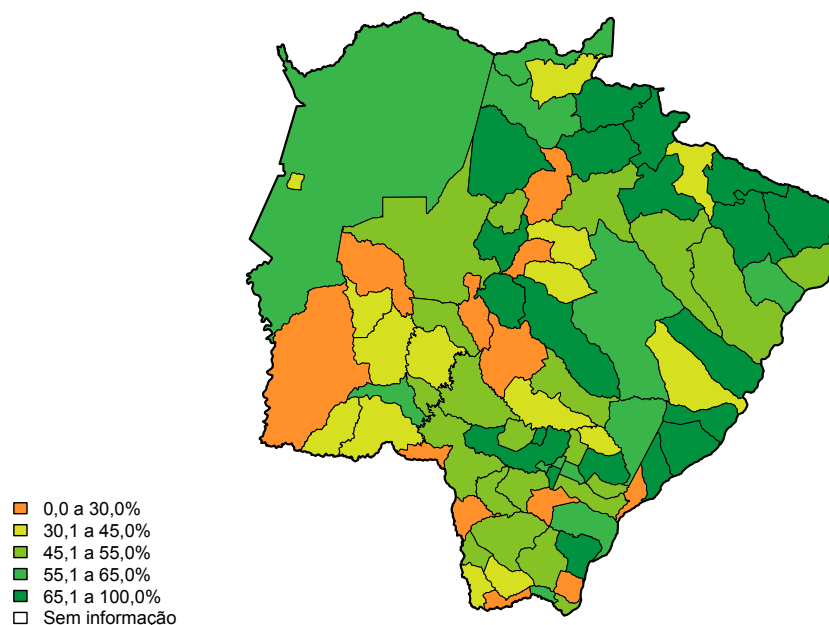 0,0 a 30,0%
30,1 a 45,0%
45,1 a 55,0%
55,1 a 65,0%
65,1 a 100,0%
Sem informação